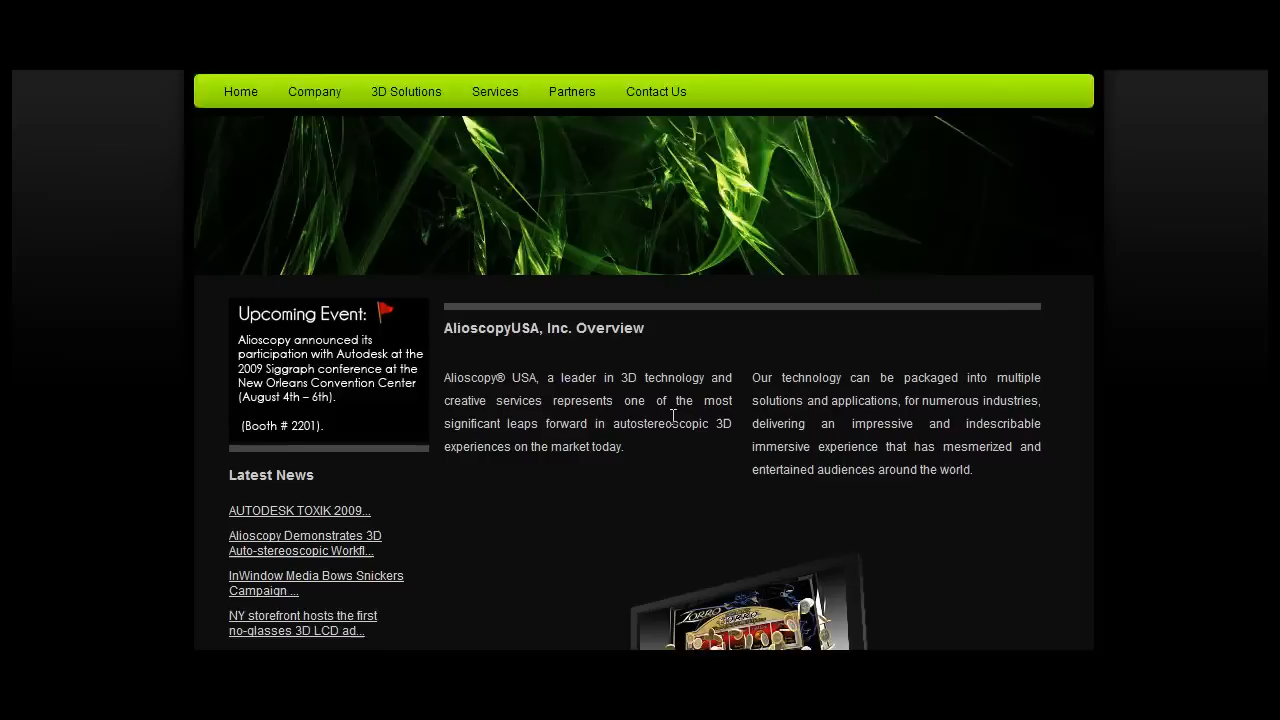 Home Company 3D Solutions Services Partners Contact Us
Upcoming Event:
Alioscopy announced its
participation with Autodesk at the
2009 Siggraph conference at the
New Orleans Convention Center
(August 4th – 6th).
(Booth # 2201).
Latest News
AUTODESK TOXIK 2009...
Alioscopy Demonstrates 3D
Auto-stereoscopic Workfl...
InWindow Media Bows Snickers
Campaign ...
NY storefront hosts the first
no-glasses 3D LCD ad...
AlioscopyUSA, Inc. Overview
Alioscopy® USA, a leader in 3D technology and
creative services represents one of the most
significant leaps forward in autostereoscopic 3D
experiences on the market today.
Our technology can be packaged into multiple
solutions and applications, for numerous industries,
delivering an impressive and indescribable
immersive experience that has mesmerized and
entertained audiences around the world.
ZORRO
ZORRO